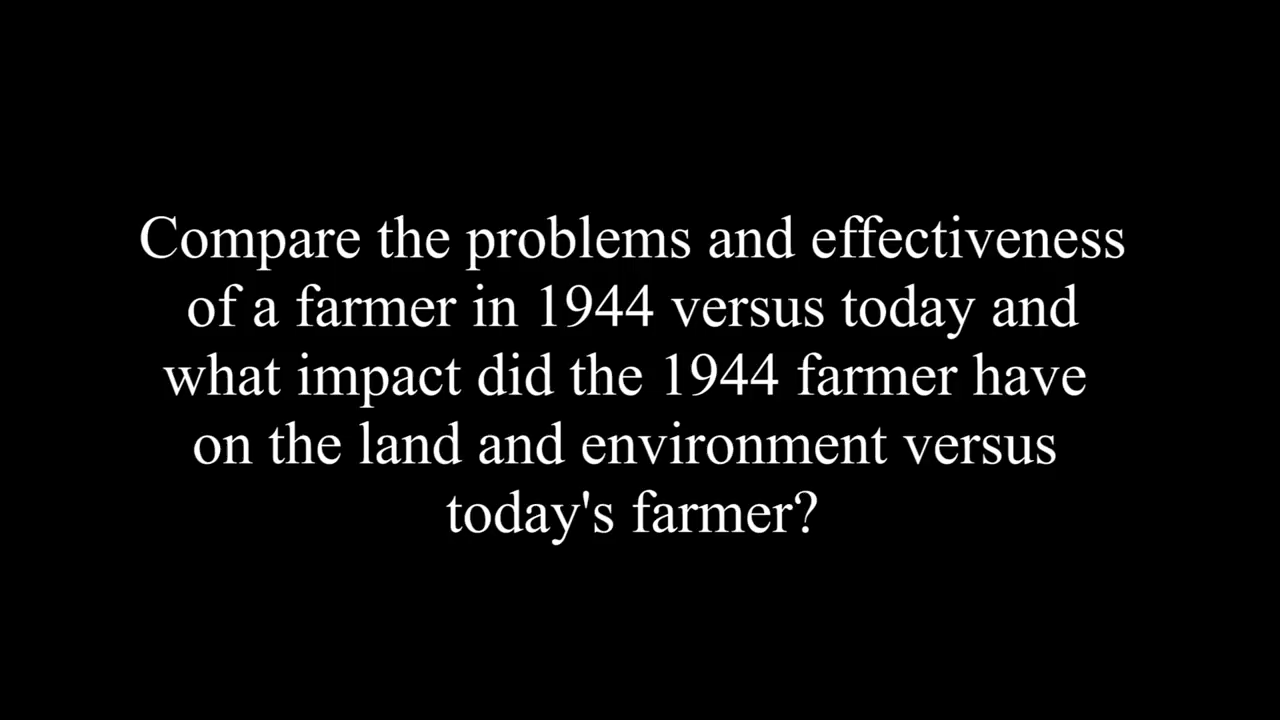 Compare the problems and effectiveness
of a farmer in 1944 versus today and
what impact did the 1944 farmer have
on the land and environment versus
today's farmer?